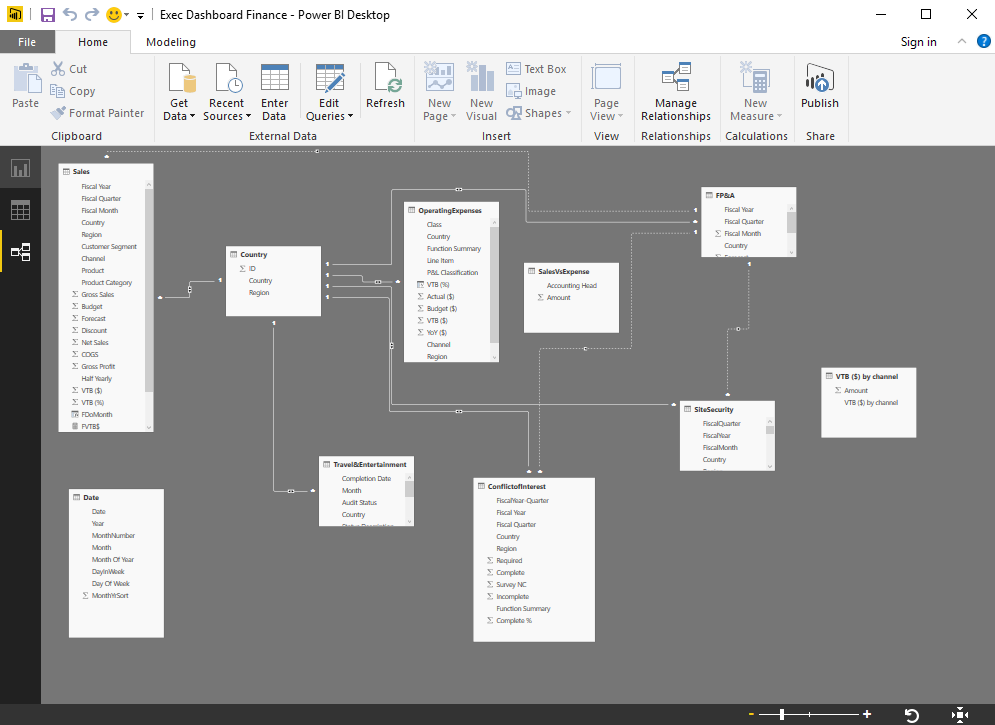 Exec Dashboard Finance - Power BI Desktop
File
Home
Modeling
Sign in
Paste
Cut
Copy
Format Painter
Clipboard
Get Data
Recent Sources
Enter Data
Edit Queries
External Data
Refresh
New Page
New Visual
Text Box
Image
Shapes
Insert
Page View
View
Manage Relationships
Relationships
New Measure
Calculations
Publish
Share
Sales
Fiscal Year
Fiscal Quarter
Fiscal Month
Country
Region
Customer Segment
Channel
Product
Product Category
Σ Gross Sales
Σ Budget
Σ Forecast
Σ Discount
Σ Net Sales
Σ COGS
Σ Gross Profit
Half Yearly
Σ VTB ($)
Σ VTB (%)
FDoMonth
FVTB$
Country
Σ ID
Country
Region
OperatingExpenses
Class
Country
Function Summary
Line Item
P&L Classification
VTB (%)
Σ Actual ($)
Σ Budget ($)
Σ VTB ($)
Σ YoY ($)
Channel
Region
SalesVsExpense
Accounting Head
Σ Amount
FP&A
Fiscal Year
Fiscal Quarter
Σ Fiscal Month
Country
VTB ($) by channel
Σ Amount
VTB ($) by channel
SiteSecurity
FiscalQuarter
FiscalYear
FiscalMonth
Country
Travel&Entertainment
Completion Date
Month
Audit Status
Country
ConflictofInterest
FiscalYear-Quarter
Fiscal Year
Fiscal Quarter
Country
Region
Σ Required
Σ Complete
Σ Survey NC
Σ Incomplete
Function Summary
Σ Complete %
Date
Date
Year
MonthNumber
Month
Month Of Year
DayInWeek
Day Of Week
Σ MonthYrSort